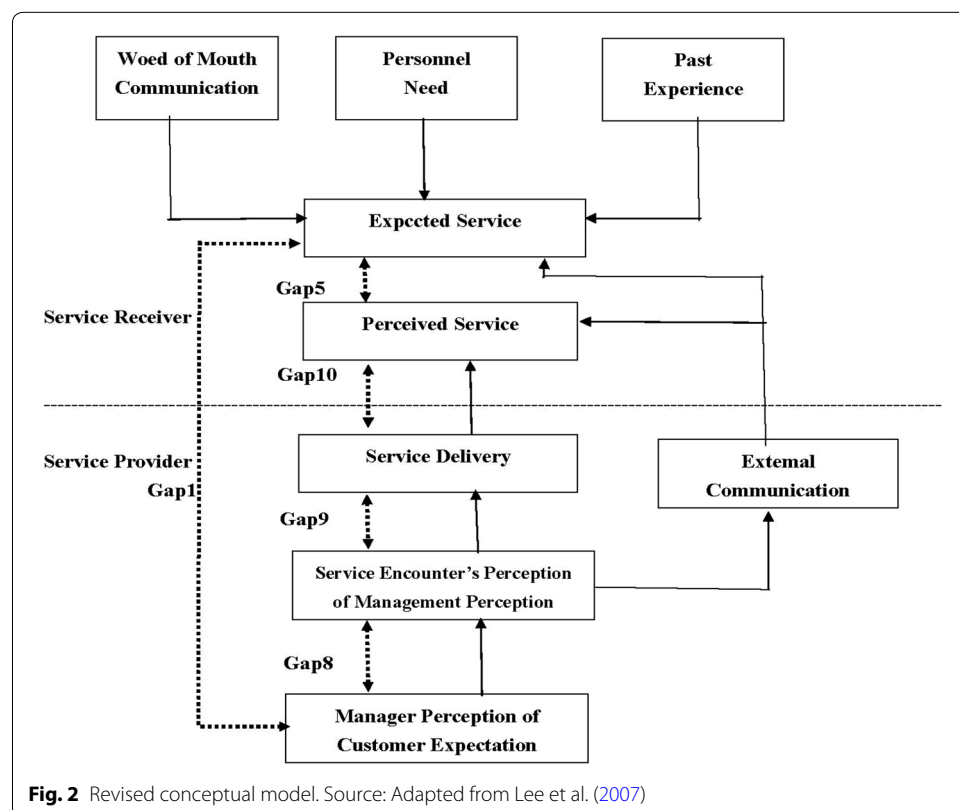 Woed of Mouth
Communication
Personnel
Need
Past
Experience
Expccted Service
Gap5
Service Receiver
Perceived Service
Gap10
Service Delivery
Service Provider
Gap1
Extemal
Communication
Gap9
Service Encounter's Perception
of Management Perception
Gap8
Manager Perception of
Customer Expectation
Fig. 2 Revised conceptual model. Source: Adapted from Lee et al. (2007)